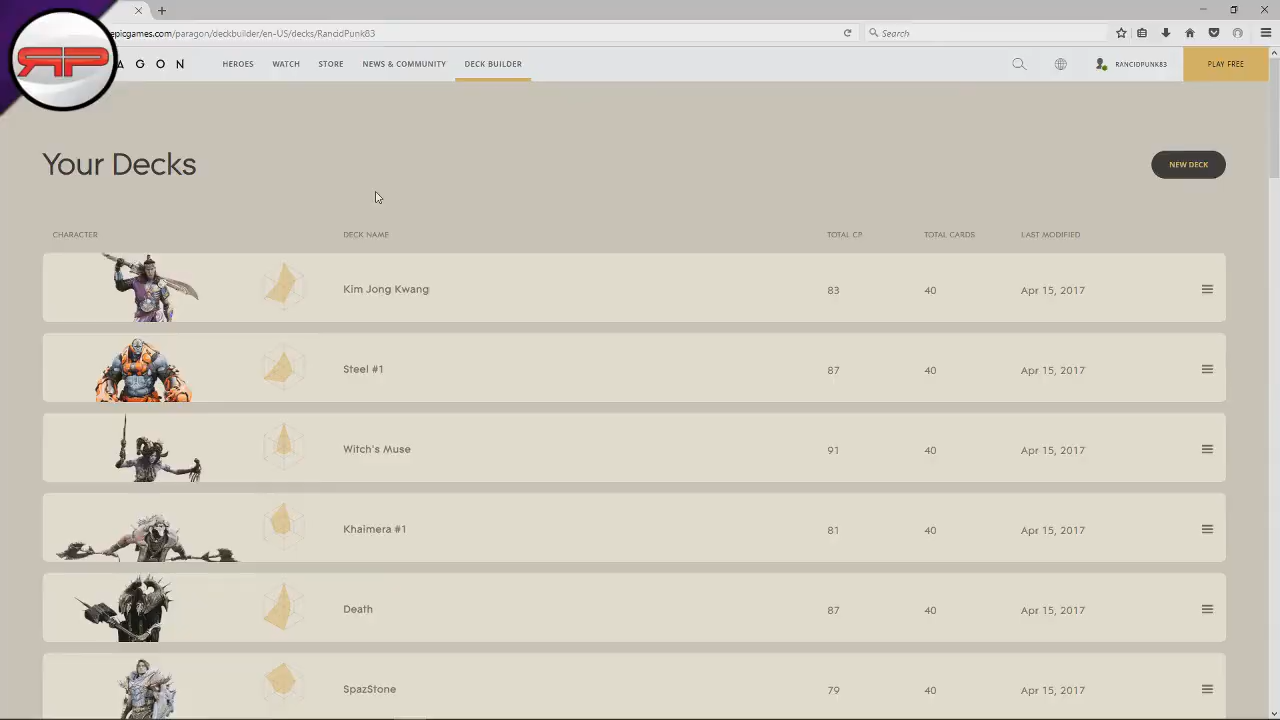 epicgames.com/paragon/deckbuilder/en-US/decks/RancidPunk83
Search
RP
AGON
HEROES
WATCH
STORE
NEWS & COMMUNITY
DECK BUILDER
RANCIDPUNK83
PLAY FREE
Your Decks
NEW DECK
CHARACTER DECK NAME TOTAL CP TOTAL CARDS LAST MODIFIED
Kim Jong Kwang 83 40 Apr 15, 2017
Steel #1 87 40 Apr 15, 2017
Witch's Muse 91 40 Apr 15, 2017
Khaimera #1 81 40 Apr 15, 2017
Death 87 40 Apr 15, 2017
SpazStone 79 40 Apr 15, 2017